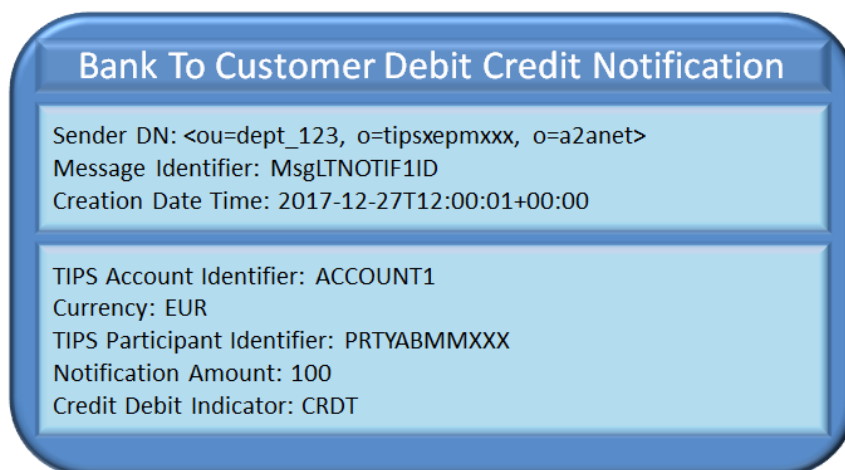 Bank To Customer Debit Credit Notification
Sender DN: <ou=dept_123, o=tipsxepmxxx, o=a2anet>
Message Identifier: MsgLTNOTIF1ID
Creation Date Time: 2017-12-27T12:00:01+00:00
TIPS Account Identifier: ACCOUNT1
Currency: EUR
TIPS Participant Identifier: PRTYABMMXXX
Notification Amount: 100
Credit Debit Indicator: CRDT